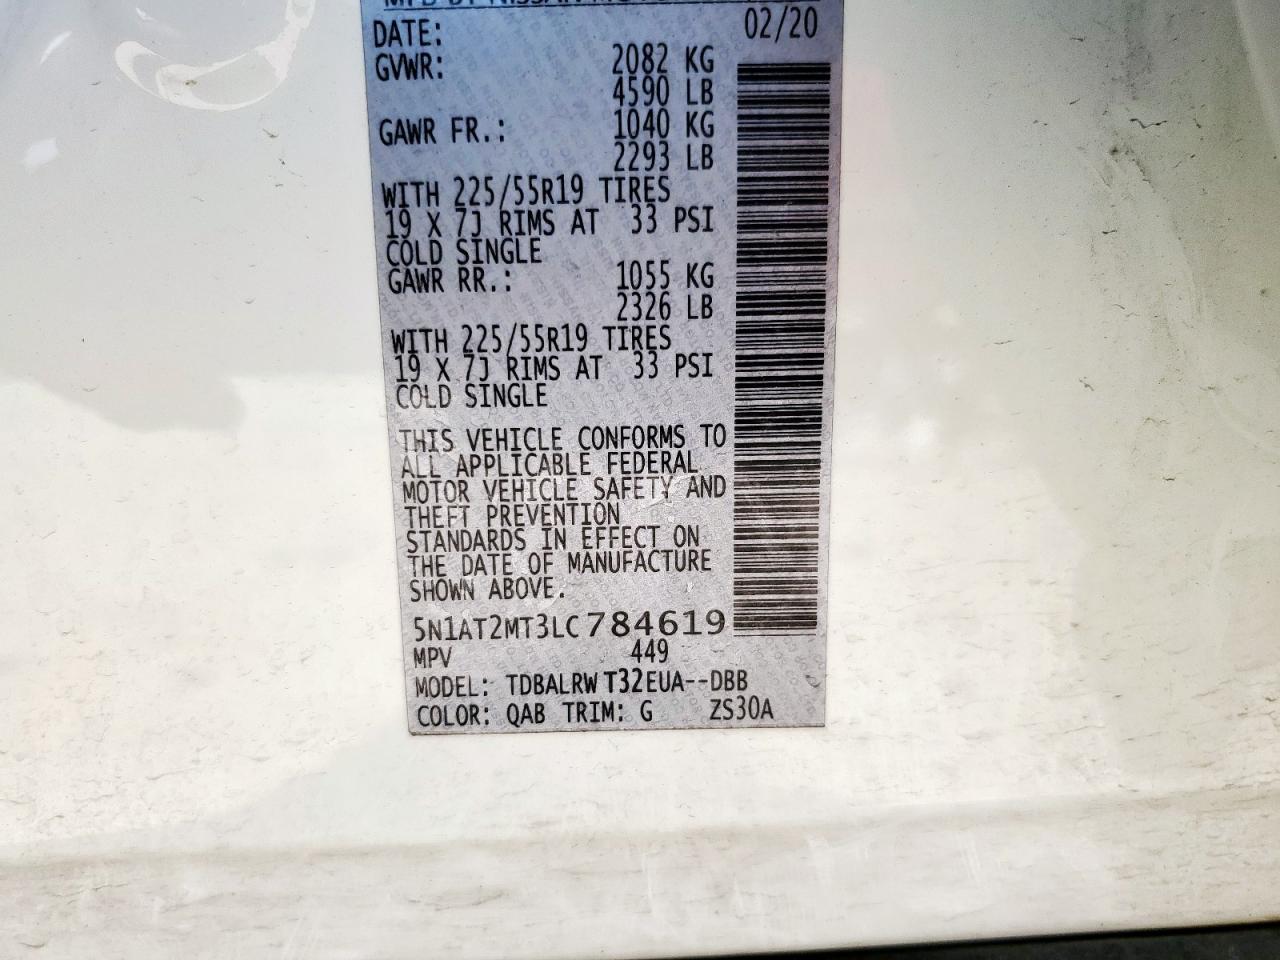 MFD BY NISSAN
DATE: 02/20
GVWR: 2082 KG
4590 LB
GAWR FR.: 1040 KG
2293 LB
WITH 225/55R19 TIRES
19 X 7J RIMS AT 33 PSI
COLD SINGLE
GAWR RR.: 1055 KG
2326 LB
WITH 225/55R19 TIRES
19 X 7J RIMS AT 33 PSI
COLD SINGLE
THIS VEHICLE CONFORMS TO
ALL APPLICABLE FEDERAL
MOTOR VEHICLE SAFETY AND
THEFT PREVENTION
STANDARDS IN EFFECT ON
THE DATE OF MANUFACTURE
SHOWN ABOVE.
5N1AT2MT3LC784619
MPV 449
MODEL: TDBALRW T32EUA--DBB
COLOR: QAB TRIM: G ZS30A